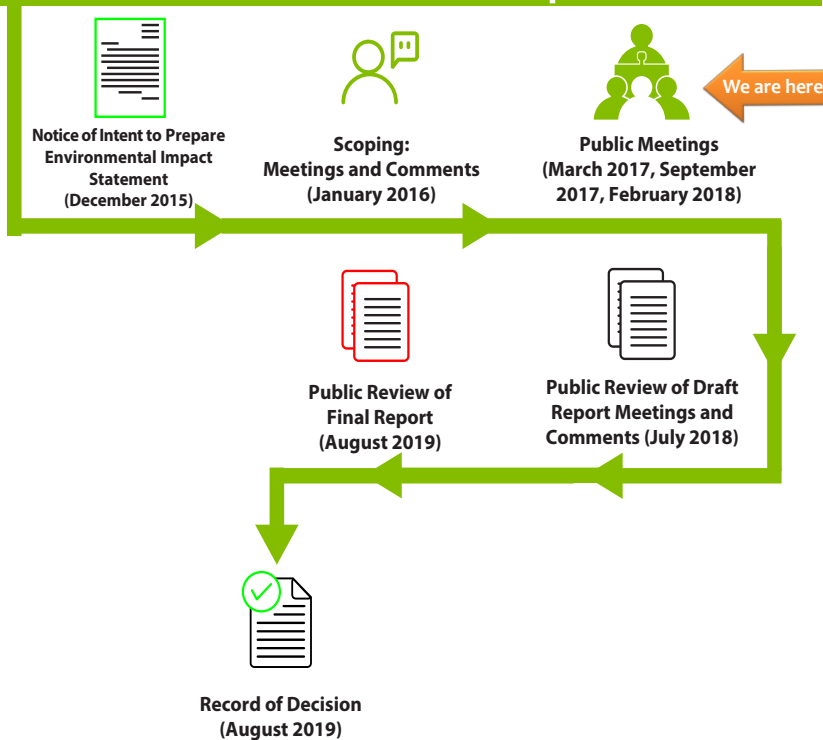 Notice of Intent to Prepare
Environmental Impact
Statement
(December 2015)
Scoping:
Meetings and Comments
(January 2016)
Public Meetings
(March 2017, September
2017, February 2018)
We are here
Public Review of
Final Report
(August 2019)
Public Review of Draft
Report Meetings and
Comments (July 2018)
Record of Decision
(August 2019)